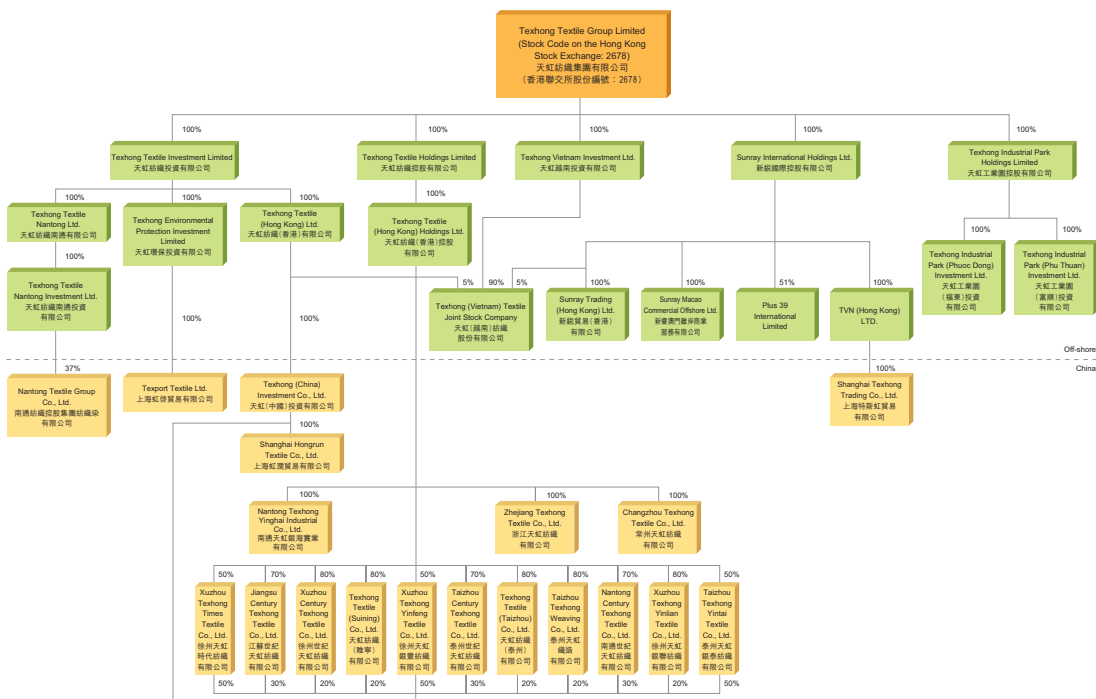 Texhong Textile Group Limited
(Stock Code on the Hong Kong
Stock Exchange: 2678)
天虹紡織集團有限公司
(香港聯交所股份編號：2678)
100%
100%
100%
100%
100%
Texhong Textile Investment Limited
天虹紡織投資有限公司
Texhong Textile Holdings Limited
天虹紡織控股有限公司
Texhong Vietnam Investment Ltd.
天虹越南投資有限公司
Sunray International Holdings Ltd.
新銳國際控股有限公司
Texhong Industrial Park
Holdings Limited
天虹工業園控股有限公司
100%
100%
100%
100%
Texhong Textile
Nantong Ltd.
天虹紡織南通有限公司
Texhong Environmental
Protection Investment
Limited
天虹環保投資有限公司
Texhong Textile
(Hong Kong) Ltd.
天虹紡織(香港)有限公司
Texhong Textile
(Hong Kong) Holdings Ltd.
天虹紡織(香港)控股
有限公司
100%
100%
Texhong Industrial
Park (Phuoc Dong)
Investment Ltd.
天虹工業園
(福東)投資
有限公司
Texhong Industrial
Park (Phu Thuan)
Investment Ltd.
天虹工業園
(富順)投資
有限公司
100%
Texhong Textile
Nantong Investment Ltd.
天虹紡織南通投資
有限公司
100%
100%
5%
90%
5%
100%
100%
51%
100%
Texhong (Vietnam) Textile
Joint Stock Company
天虹(越南)紡織
股份有限公司
Sunray Trading
(Hong Kong) Ltd.
新銳貿易(香港)
有限公司
Sunray Macao
Commercial Offshore Ltd.
新睿澳門離岸商業
服務有限公司
Plus 39
International
Limited
TVN (Hong Kong)
LTD.
Off-shore
China
37%
100%
Nantong Textile Group
Co., Ltd.
南通紡織控股集團紡織染
有限公司
Texport Textile Ltd.
上海虹啓貿易有限公司
Texhong (China)
Investment Co., Ltd.
天虹(中國)投資有限公司
Shanghai Texhong
Trading Co., Ltd.
上海特斯虹貿易
有限公司
100%
Shanghai Hongrun
Textile Co., Ltd.
上海虹潤貿易有限公司
100%
100%
100%
Nantong Texhong
Yinghai Industrial
Co., Ltd.
南通天虹銀海實業
有限公司
Zhejiang Texhong
Textile Co., Ltd.
浙江天虹紡織
有限公司
Changzhou Texhong
Textile Co., Ltd.
常州天虹紡織
有限公司
50%
70%
80%
80%
50%
70%
80%
80%
70%
80%
50%
Xuzhou
Texhong
Times
Textile
Co., Ltd.
徐州天虹
時代紡織
有限公司
Jiangsu
Century
Texhong
Textile
Co., Ltd.
江蘇世紀
天虹紡織
有限公司
Xuzhou
Century
Texhong
Textile
Co., Ltd.
徐州世紀
天虹紡織
有限公司
Texhong
Textile
(Suining)
Co., Ltd.
天虹紡織
(睢寧)
有限公司
Xuzhou
Texhong
Yinfeng
Textile
Co., Ltd.
徐州天虹
銀豐紡織
有限公司
Taizhou
Century
Texhong
Textile
Co., Ltd.
泰州世紀
天虹紡織
有限公司
Texhong
Textile
(Taizhou)
Co., Ltd.
天虹紡織
(泰州)
有限公司
Taizhou
Texhong
Weaving
Co., Ltd.
泰州天虹
織造
有限公司
Nantong
Century
Texhong
Textile
Co., Ltd.
南通世紀
天虹紡織
有限公司
Xuzhou
Texhong
Yinlian
Textile
Co., Ltd.
徐州天虹
銀聯紡織
有限公司
Taizhou
Texhong
Yintai
Textile
Co., Ltd.
泰州天虹
銀泰紡織
有限公司
50%
30%
20%
20%
50%
30%
20%
20%
30%
20%
50%